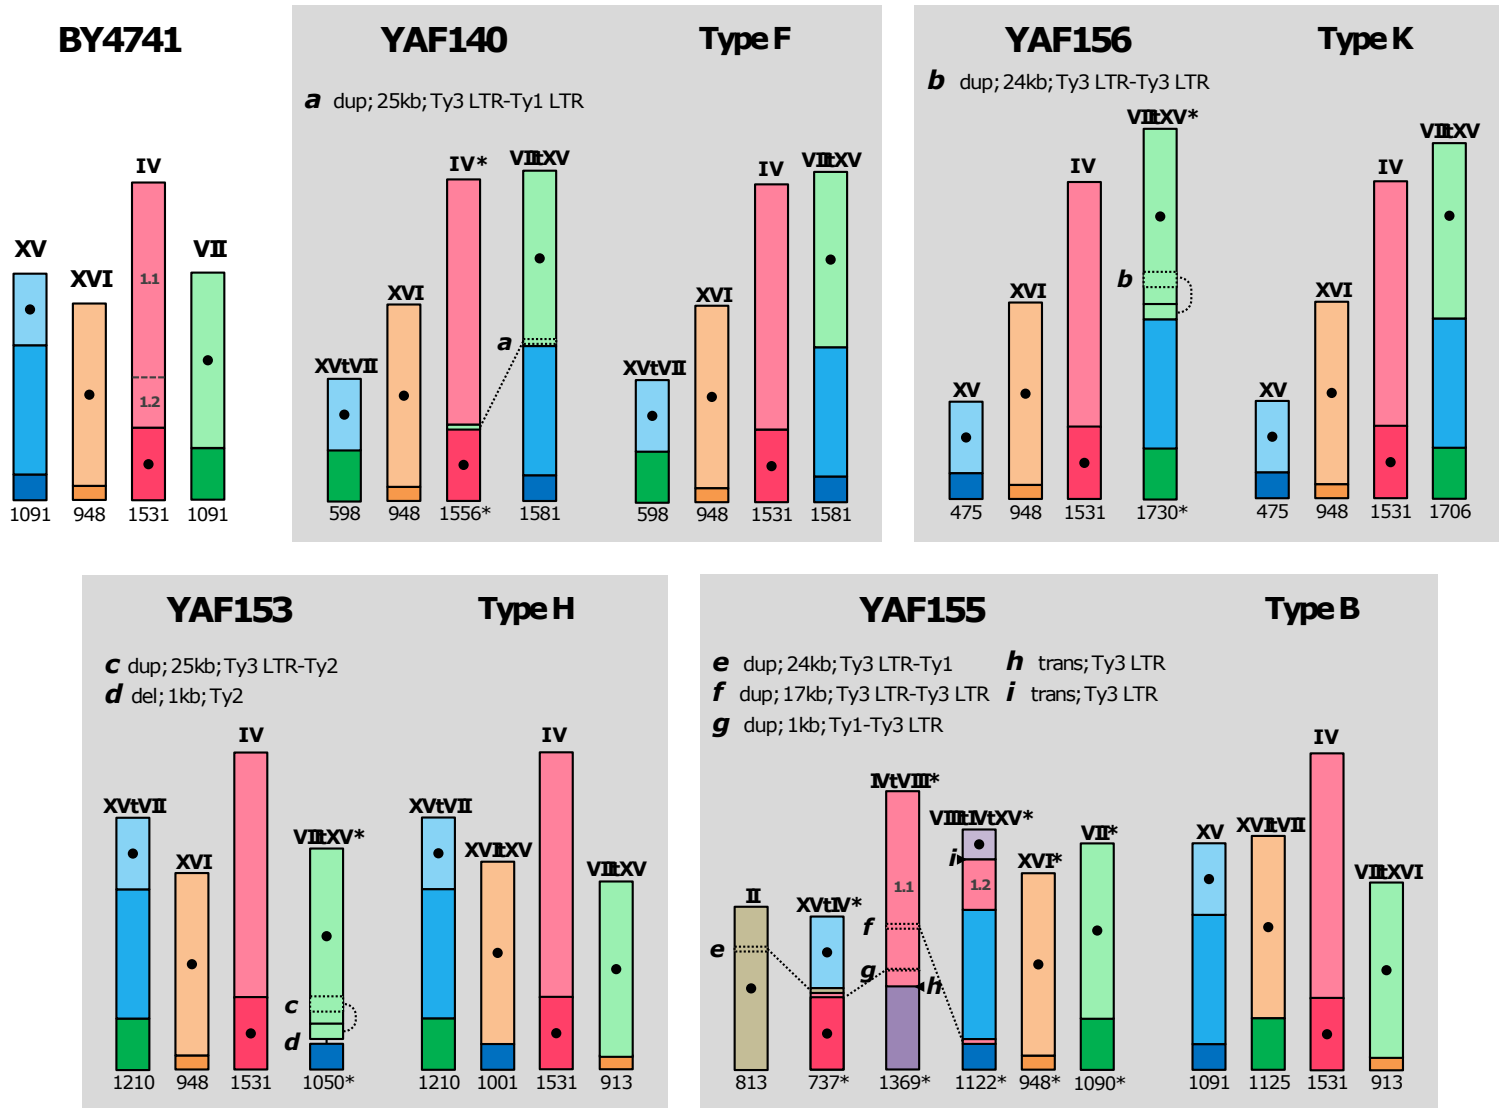 BY4741
XV
XVI
IV
VII
1.1
1.2
1091
948
1531
1091
YAF140
Type F
a dup; 25kb; Ty3 LTR-Ty1 LTR
XVtVII
XVI
IV*
VIItXV
a
598
948
1556*
1581
XVtVII
XVI
IV
VIItXV
598
948
1531
1581
YAF156
Type K
b dup; 24kb; Ty3 LTR-Ty3 LTR
XV
XVI
IV
VIItXV*
b
475
948
1531
1730*
XV
XVI
IV
VIItXV
475
948
1531
1706
YAF153
Type H
c dup; 25kb; Ty3 LTR-Ty2
d del; 1kb; Ty2
XVtVII
XVI
IV
VIItXV*
c
d
1210
948
1531
1050*
XVtVII
XVItXV
IV
VIItXV
1210
1001
1531
913
YAF155
Type B
e dup; 24kb; Ty3 LTR-Ty1
f dup; 17kb; Ty3 LTR-Ty3 LTR
g dup; 1kb; Ty1-Ty3 LTR
h trans; Ty3 LTR
i trans; Ty3 LTR
II
XVtIV*
IVtVIII*
VIIItIVtXV*
XVI*
VII*
e
f
g
h
i
1.1
1.2
813
737*
1369*
1122*
948*
1090*
XV
XVItVII
IV
VIItXVI
1091
1125
1531
913